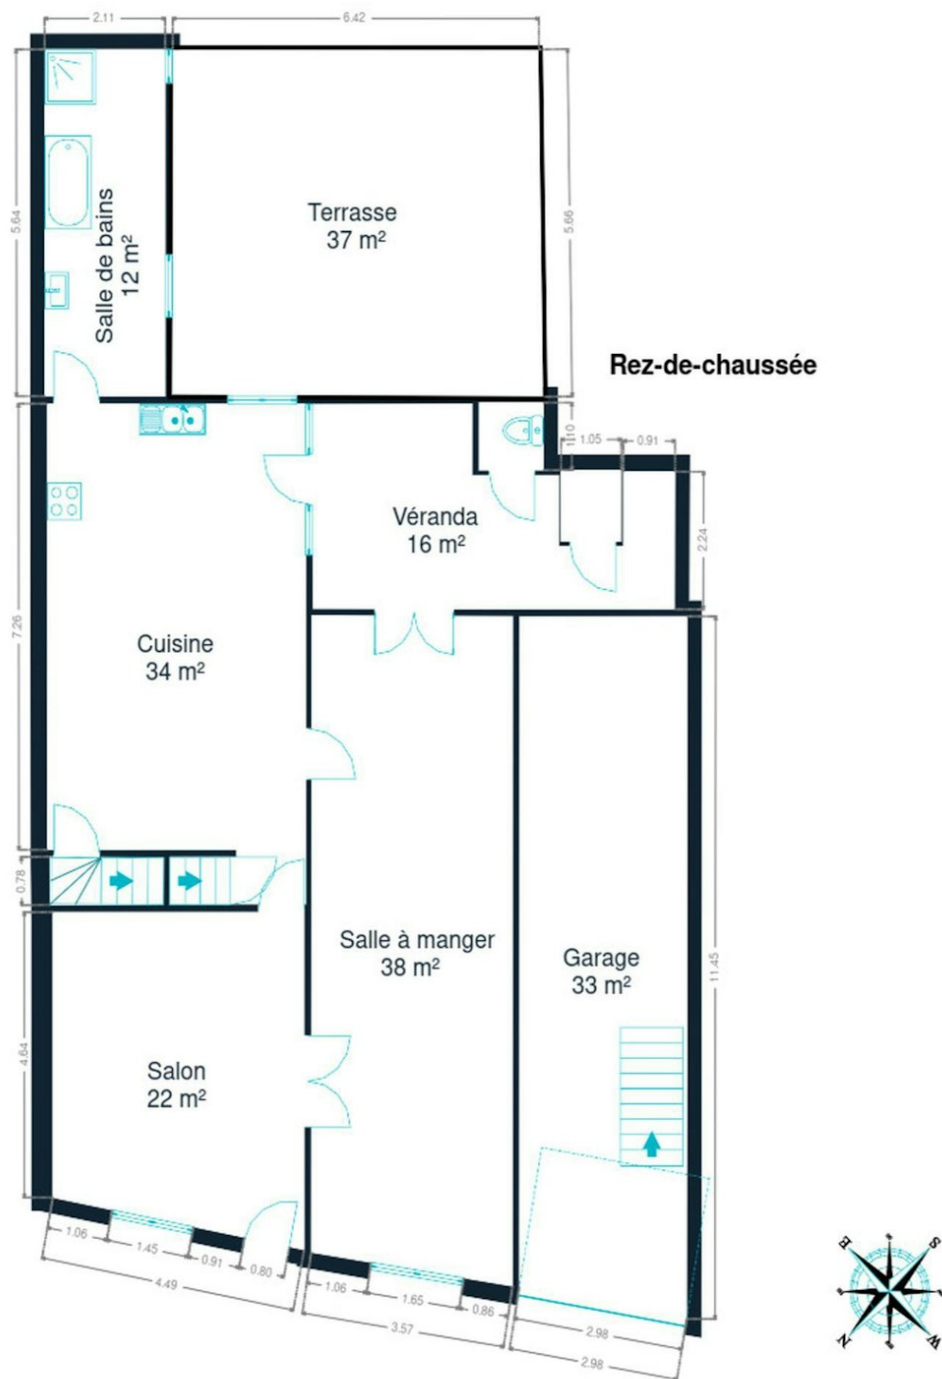 2.11
6.42
5.64
5.66
Terrasse
37 m²
Salle de bains
12 m²
Rez-de-chaussée
1.10
1.05
0.91
2.24
Véranda
16 m²
7.26
Cuisine
34 m²
0.78
Salle à manger
38 m²
Garage
33 m²
11.45
4.64
Salon
22 m²
1.06
1.45
0.91
0.80
4.49
1.06
1.65
0.86
3.57
2.98
2.98
E
S
N
W